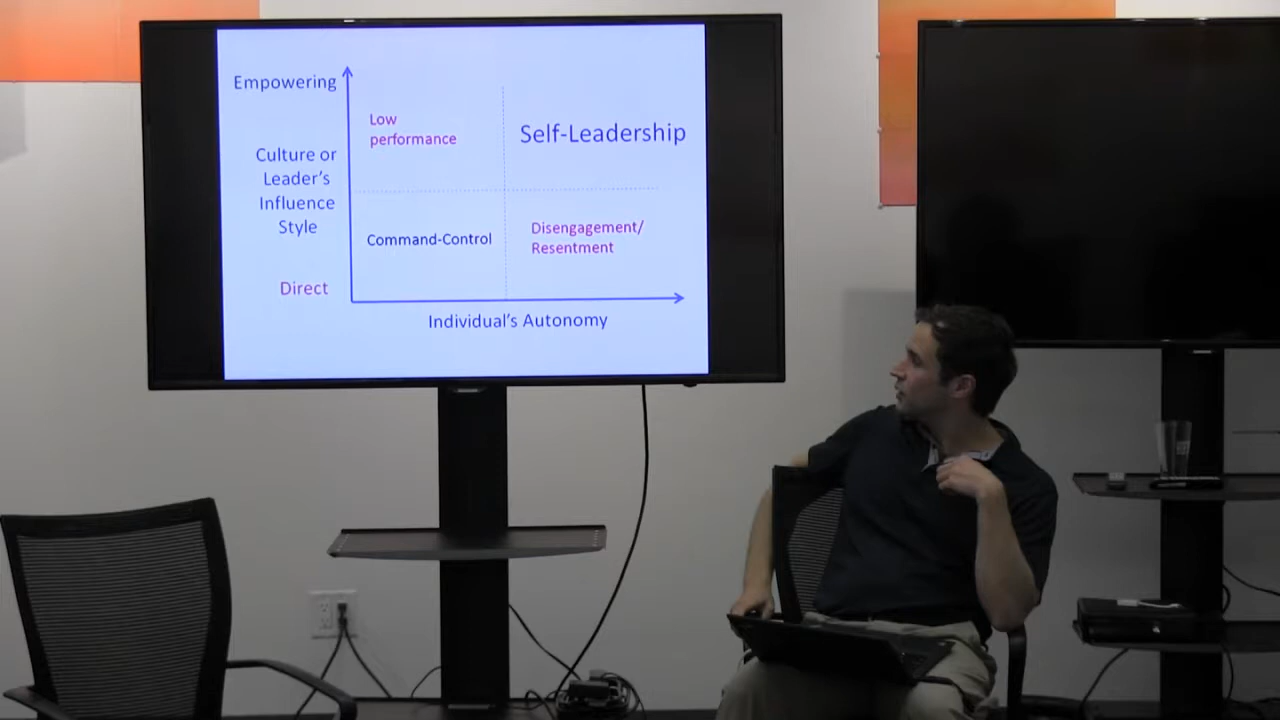 Empowering
Low
performance
Self-Leadership
Culture or
Leader's
Influence
Style
Command-Control
Disengagement/
Resentment
Direct
Individual's Autonomy